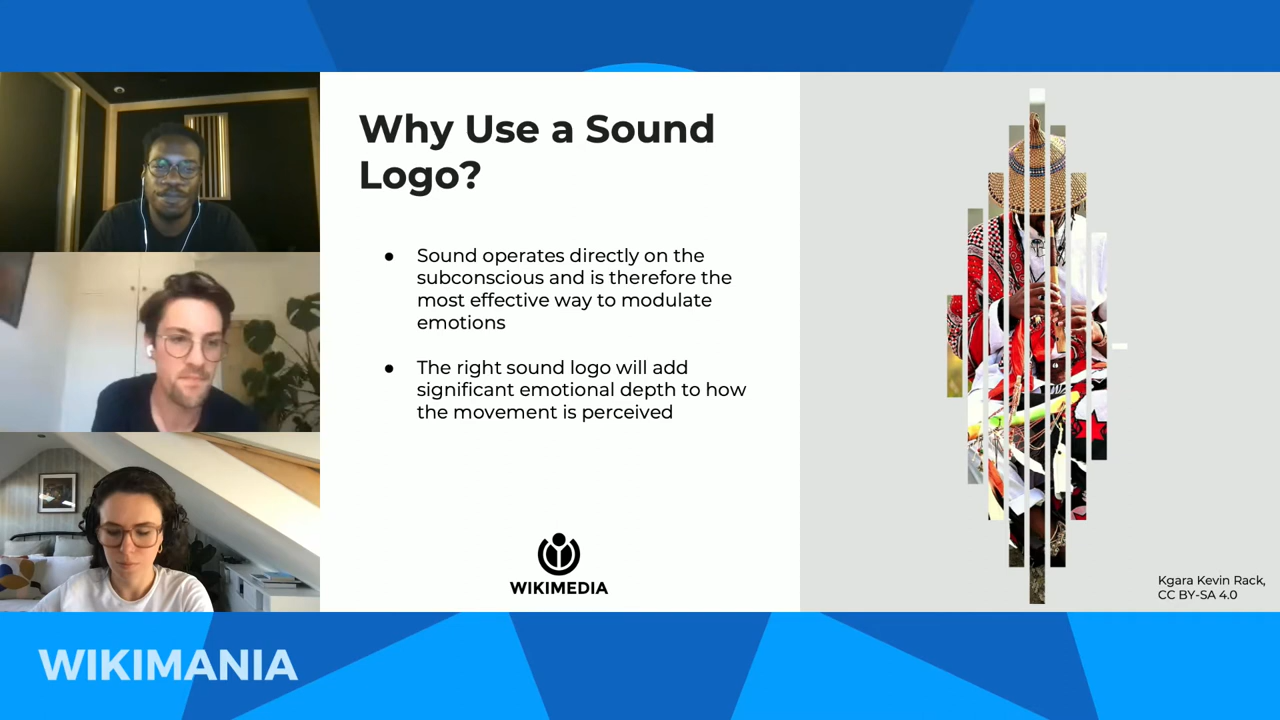 Why Use a Sound
Logo?
● Sound operates directly on the
subconscious and is therefore the
most effective way to modulate
emotions
● The right sound logo will add
significant emotional depth to how
the movement is perceived
WIKIMEDIA
Kgara Kevin Rack,
CC BY-SA 4.0
WIKIMANIA